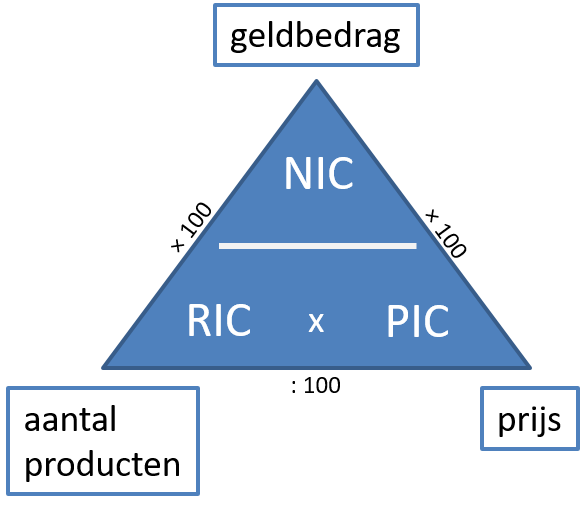 geldbedrag
NIC
× 100
× 100
RIC x PIC
: 100
aantal
producten
prijs